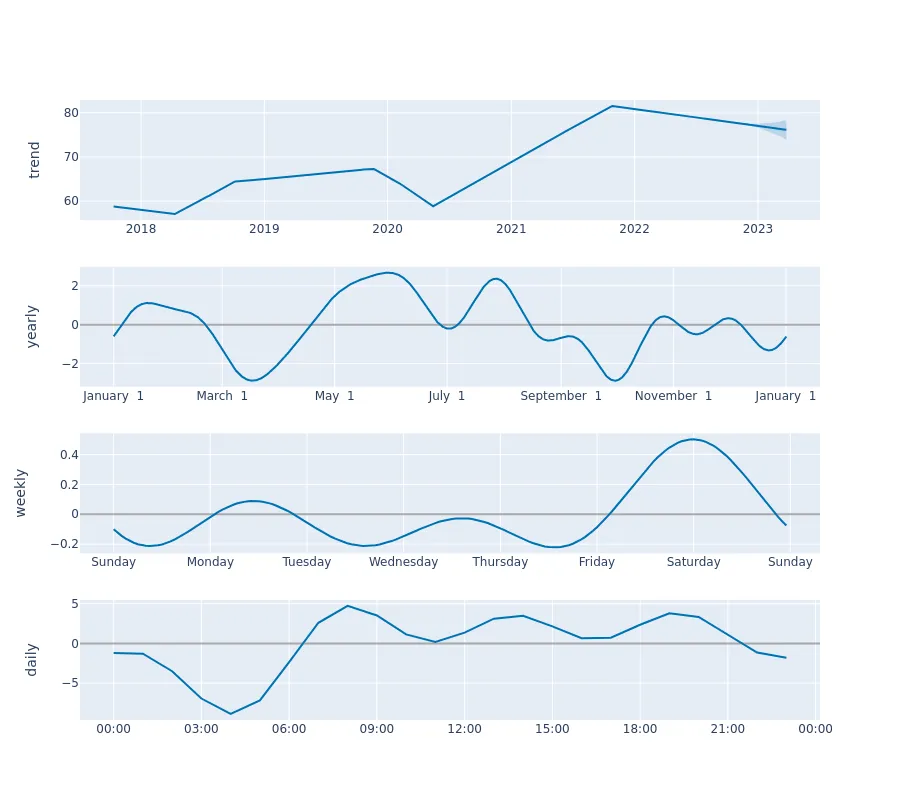 80
70
60
trend
2018 2019 2020 2021 2022 2023
2
0
−2
yearly
January 1 March 1 May 1 July 1 September 1 November 1 January 1
0.4
0.2
0
−0.2
weekly
Sunday Monday Tuesday Wednesday Thursday Friday Saturday Sunday
5
0
−5
daily
00:00 03:00 06:00 09:00 12:00 15:00 18:00 21:00 00:00